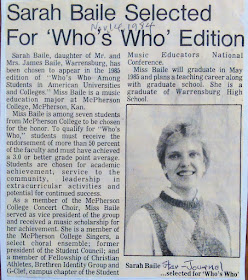 Sarah Baile Selected
Nov. 14, 1984
For 'Who's Who' Edition
Sarah Baile, daughter of Mr. and
Mrs. James Baile, Warrensburg, has
been chosen to appear in the 1985
edition of "Who's Who Among
Students in American Universities
and Colleges." Miss Baile is a music
education major at McPherson
College, McPherson, Kan.
Miss Baile is among seven students
from McPherson College to be chosen
for the honor. To qualify for "Who's
Who," students must receive the
endorsement of more than 50 percent
of the faculty and must have achieved
a 3.0 or better grade point average.
Students are chosen for academic
achievement, service to the
community, leadership in
extracurricular activities and
potential for continued success.
As a member of the McPherson
College Concert Choir, Miss Baile
served as vice president of the group
and received a music scholarship for
her achievement. She is a member of
the McPherson College Singers, a
select choral ensemble; former
president of the Student Council; and
a member of Fellowship of Christian
Athletes, Brethren Identity Group and
G-Clef, campus chapter of the Student
Music Educators National
Conference.
Miss Baile will graduate in May
1985 and plans a teaching career along
with graduate school. She is a
graduate of Warrensburg High
School.
Sarah Baile Star-Journal
...selected for 'Who's Who'